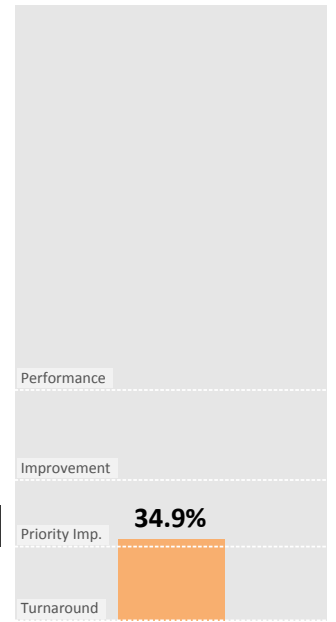 Performance
Improvement
34.9%
Priority Imp.
Turnaround